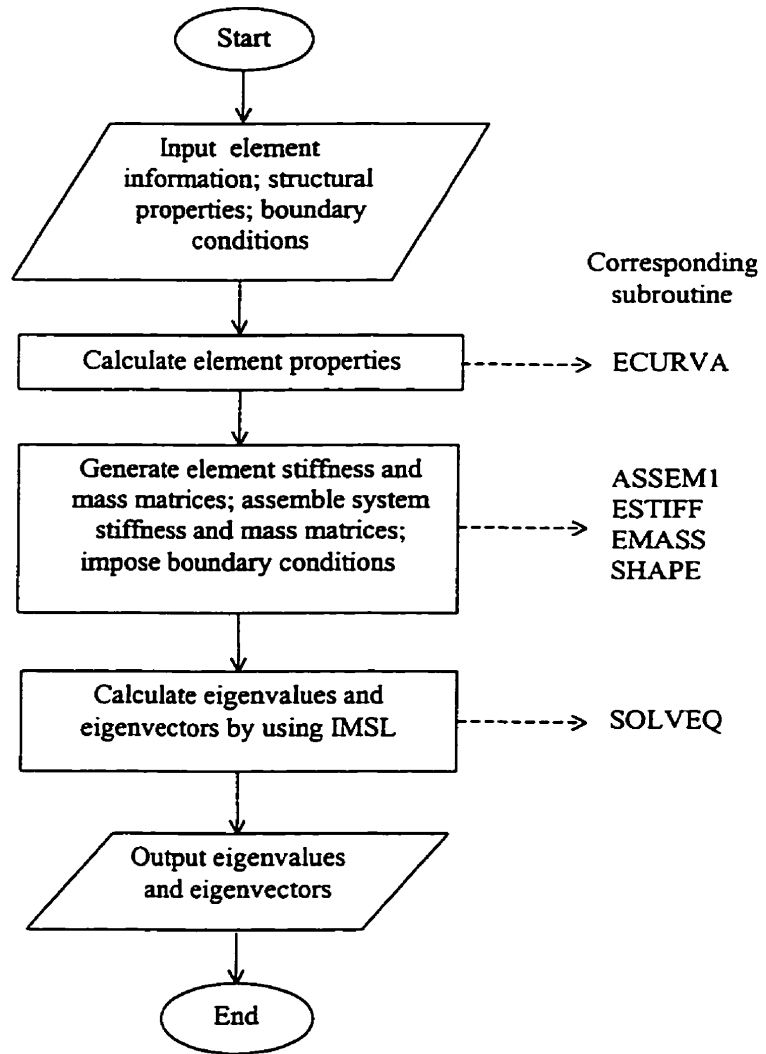 Start
Input element
information; structural
properties; boundary
conditions
Corresponding
subroutine
Calculate element properties
ECURVA
Generate element stiffness and
mass matrices; assemble system
stiffness and mass matrices;
impose boundary conditions
ASSEM1
ESTIFF
EMASS
SHAPE
Calculate eigenvalues and
eigenvectors by using IMSL
SOLVEQ
Output eigenvalues
and eigenvectors
End